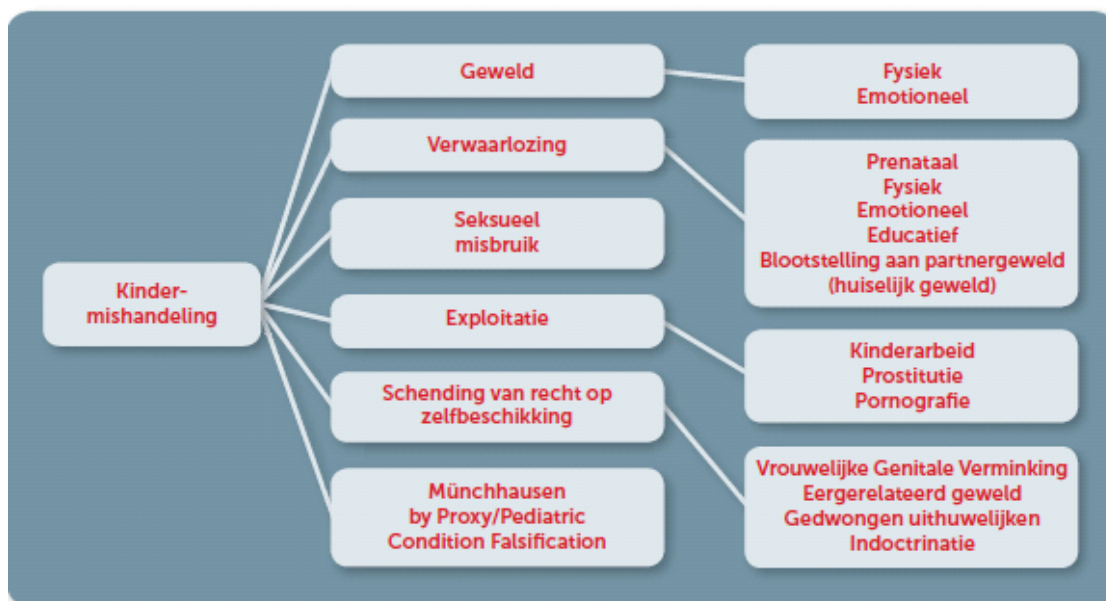 Kinder-
mishandeling
Geweld
Verwaarlozing
Seksueel
misbruik
Exploitatie
Schending van recht op
zelfbeschikking
Münchhausen
by Proxy/Pediatric
Condition Falsification
Fysiek
Emotioneel
Prenataal
Fysiek
Emotioneel
Educatief
Blootstelling aan partnergeweld
(huiselijk geweld)
Kinderarbeid
Prostitutie
Pornografie
Vrouwelijke Genitale Verminking
Eergerelateerd geweld
Gedwongen uithuwelijken
Indoctrinatie